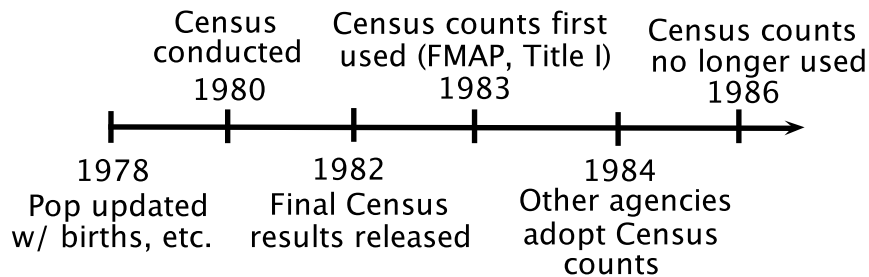 Census
conducted
1980
Census counts first
used (FMAP, Title I)
1983
Census counts
no longer used
1986
1978
Pop updated
w/ births, etc.
1982
Final Census
results released
1984
Other agencies
adopt Census
counts